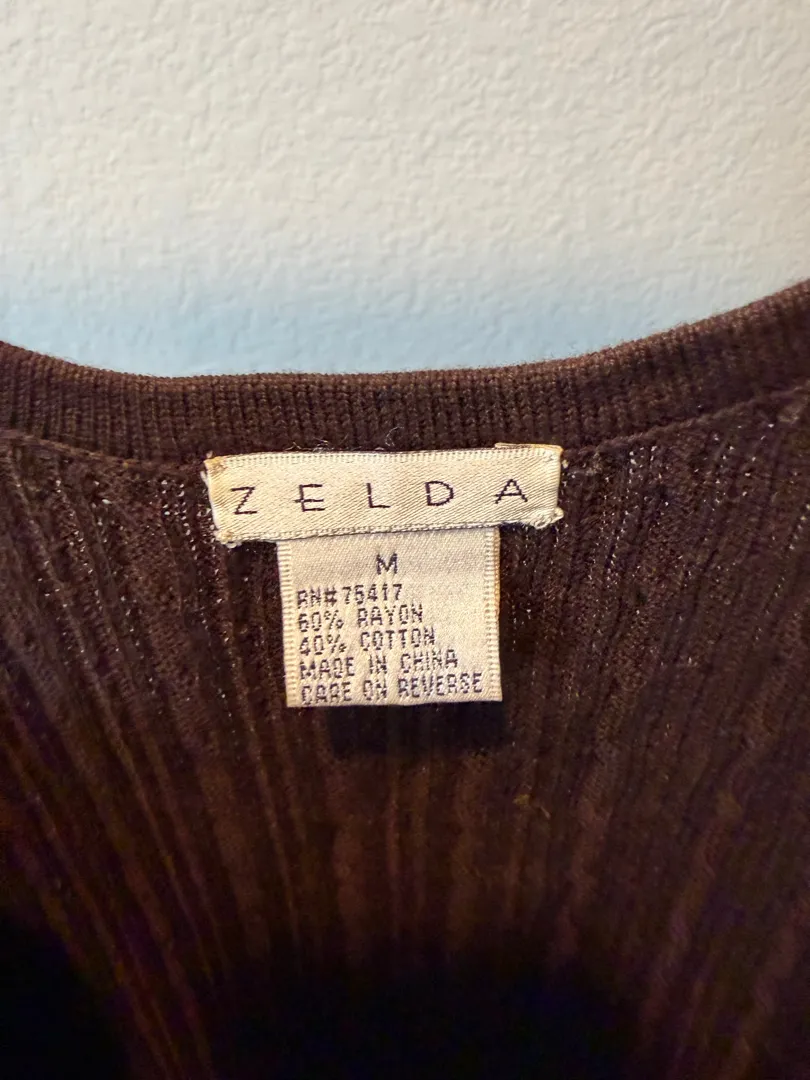 ZELDA
M
RN#75417
60% RAYON
40% COTTON
MADE IN CHINA
CARE ON REVERSE